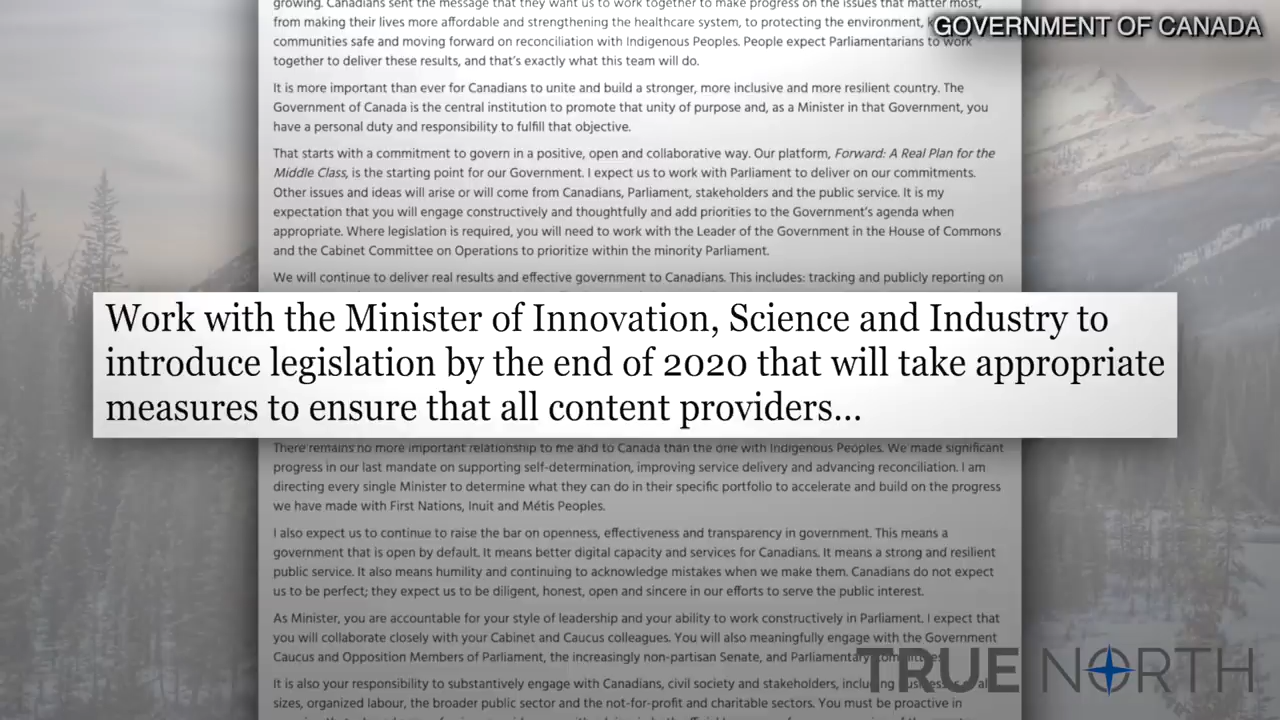 growing. Canadians sent the message that they want us to work together to make progress on the issues that matter most,
from making their lives more affordable and strengthening the healthcare system, to protecting the environment,
GOVERNMENT OF CANADA
communities safe and moving forward on reconciliation with Indigenous Peoples. People expect Parliamentarians to work
together to deliver these results, and that's exactly what this team will do.
It is more important than ever for Canadians to unite and build a stronger, more inclusive and more resilient country. The
Government of Canada is the central institution to promote that unity of purpose and, as a Minister in that Government, you
have a personal duty and responsibility to fulfill that objective.
That starts with a commitment to govern in a positive, open and collaborative way. Our platform, Forward: A Real Plan for the
Middle Class, is the starting point for our Government. I expect us to work with Parliament to deliver on our commitments.
Other issues and ideas will arise or will come from Canadians, Parliament, stakeholders and the public service. It is my
expectation that you will engage constructively and thoughtfully and add priorities to the Government's agenda when
appropriate. Where legislation is required, you will need to work with the Leader of the Government in the House of Commons
and the Cabinet Committee on Operations to prioritize within the minority Parliament.
We will continue to deliver real results and effective government to Canadians. This includes: tracking and publicly reporting on
Work with the Minister of Innovation, Science and Industry to
introduce legislation by the end of 2020 that will take appropriate
measures to ensure that all content providers...
There remains no more important relationship to me and to Canada than the one with Indigenous Peoples. We made significant
progress in our last mandate on supporting self-determination, improving service delivery and advancing reconciliation. I am
directing every single Minister to determine what they can do in their specific portfolio to accelerate and build on the progress
we have made with First Nations, Inuit and Métis Peoples.
I also expect us to continue to raise the bar on openness, effectiveness and transparency in government. This means a
government that is open by default. It means better digital capacity and services for Canadians. It means a strong and resilient
public service. It also means humility and continuing to acknowledge mistakes when we make them. Canadians do not expect
us to be perfect; they expect us to be diligent, honest, open and sincere in our efforts to serve the public interest.
As Minister, you are accountable for your style of leadership and your ability to work constructively in Parliament. I expect that
you will collaborate closely with your Cabinet and Caucus colleagues. You will also meaningfully engage with the Government
Caucus and Opposition Members of Parliament, the increasingly non-partisan Senate, and Parliamentary
TRUE NORTH
It is also your responsibility to substantively engage with Canadians, civil society and stakeholders, including
sizes, organized labour, the broader public sector and the not-for-profit and charitable sectors. You must be proactive in